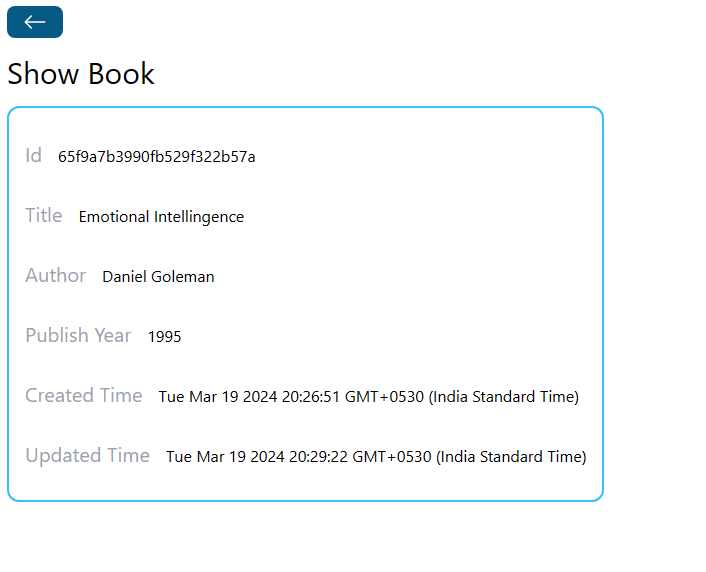 Show Book
Id 65f9a7b3990fb529f322b57a
Title Emotional Intellingence
Author Daniel Goleman
Publish Year 1995
Created Time Tue Mar 19 2024 20:26:51 GMT+0530 (India Standard Time)
Updated Time Tue Mar 19 2024 20:29:22 GMT+0530 (India Standard Time)